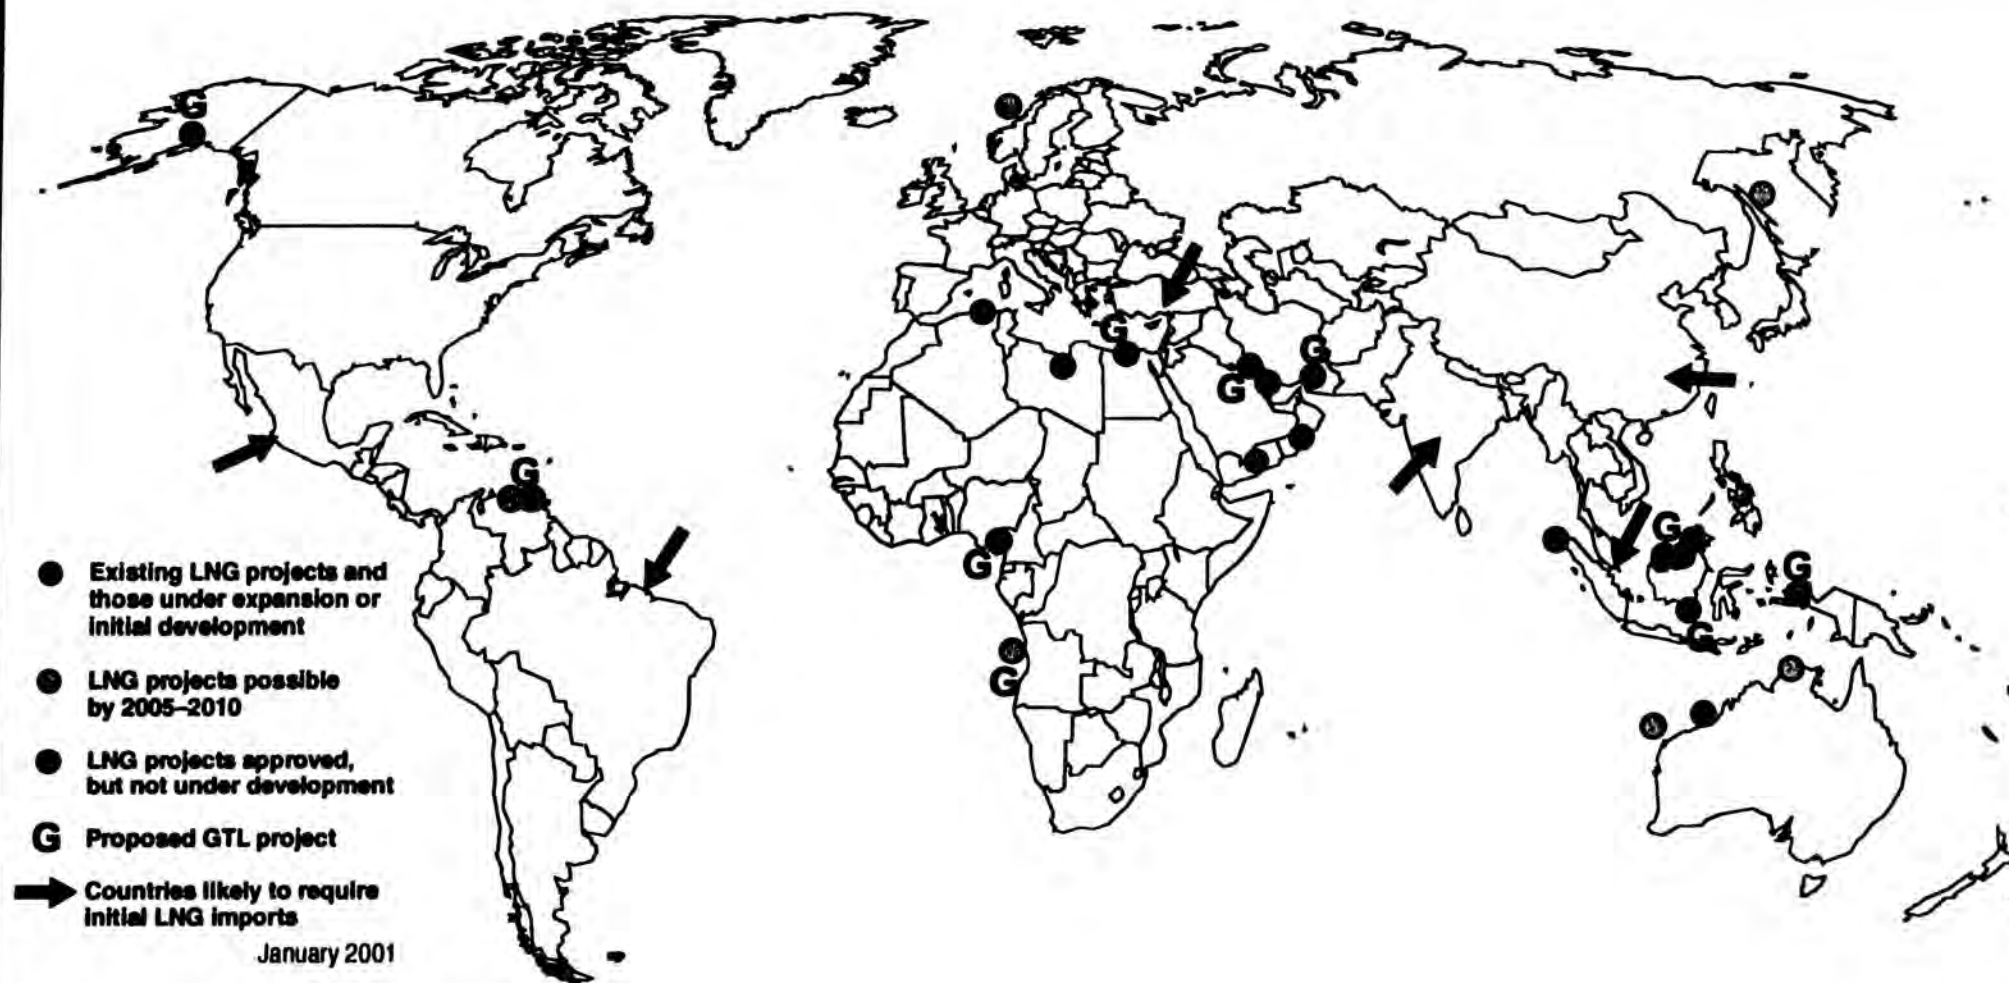 G
G
G
G
G
G
G
G
G
G
G
Existing LNG projects and
those under expansion or
initial development
LNG projects possible
by 2005–2010
LNG projects approved,
but not under development
G Proposed GTL project
Countries likely to require
initial LNG imports
January 2001